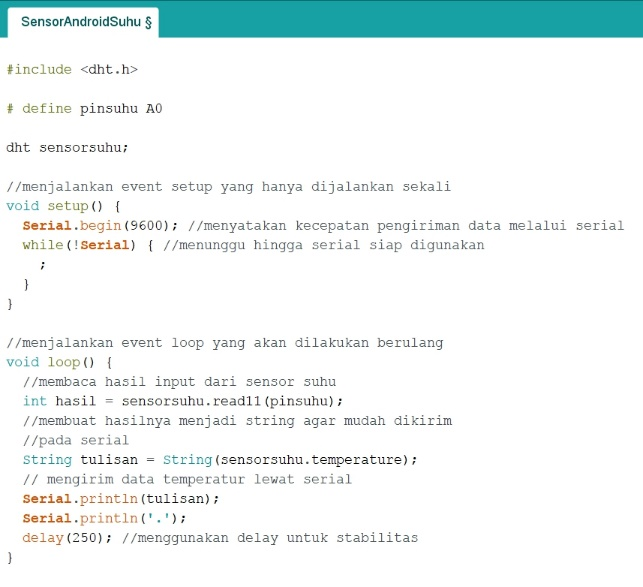 SensorAndroidSuhu §
#include <dht.h>
# define pinsuhu A0
dht sensorsuhu;
//menjalankan event setup yang hanya dijalankan sekali
void setup() {
Serial.begin(9600); //menyatakan kecepatan pengiriman data melalui serial
while(!Serial) { //menunggu hingga serial siap digunakan
;
}
}
//menjalankan event loop yang akan dilakukan berulang
void loop() {
//membaca hasil input dari sensor suhu
int hasil = sensorsuhu.read11(pinsuhu);
//membuat hasilnya menjadi string agar mudah dikirim
//pada serial
String tulisan = String(sensorsuhu.temperature);
// mengirim data temperatur lewat serial
Serial.println(tulisan);
Serial.println('.');
delay(250); //menggunakan delay untuk stabilitas
}